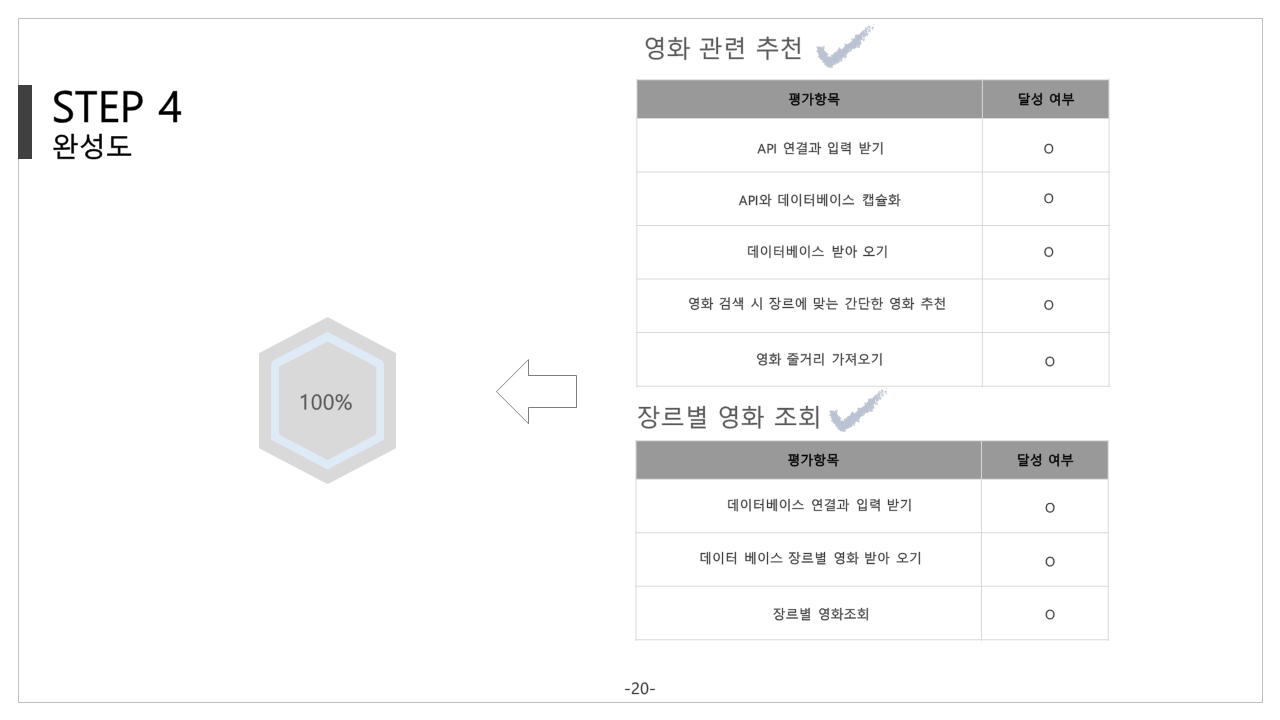 STEP 4
완성도
영화 관련 추천
평가항목 달성 여부
API 연결과 입력 받기 O
API와 데이터베이스 캡슐화 O
데이터베이스 받아 오기 O
영화 검색 시 장르에 맞는 간단한 영화 추천 O
영화 줄거리 가져오기 O
100%
장르별 영화 조회
평가항목 달성 여부
데이터베이스 연결과 입력 받기 O
데이터 베이스 장르별 영화 받아 오기 O
장르별 영화조회 O
-20-